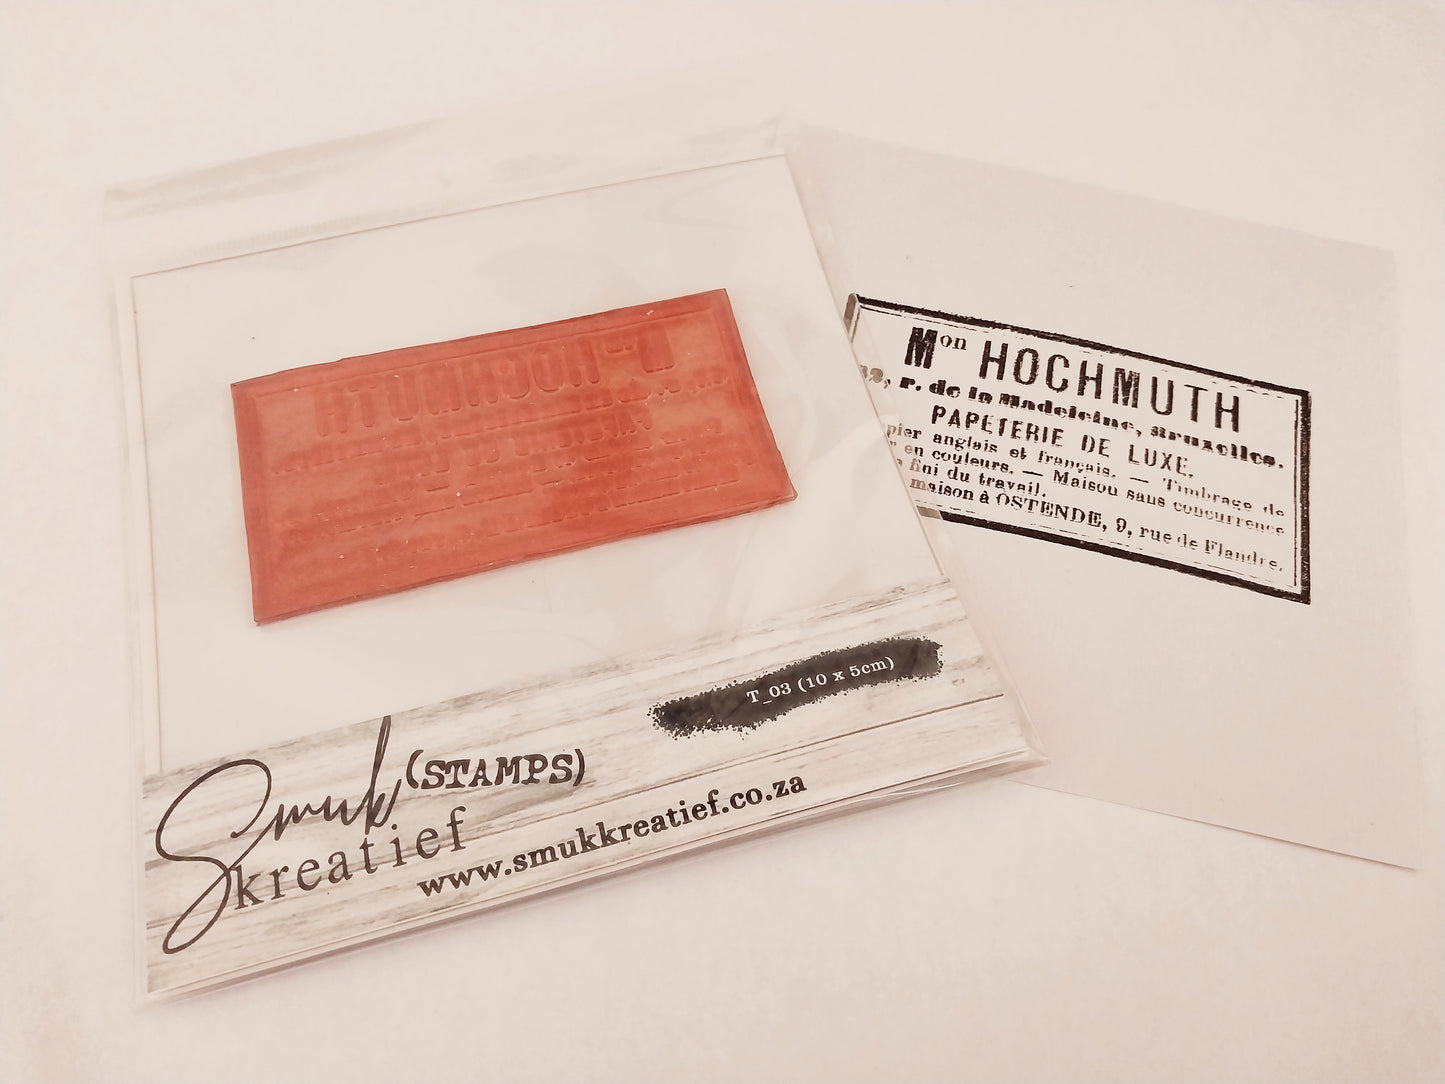 T_03 (10 x 5cm)
Smuk (STAMPS)
kreatief
www.smukkreatief.co.za
Mon HOCHMUTH
r. de la Madeleine, Bruxelles.
PAPETERIE DE LUXE.
anglais et français. — Timbrage de
en couleurs. — Maison sans concurrence
fini du travail.
maison à OSTENDE, 9, rue de Flandre.